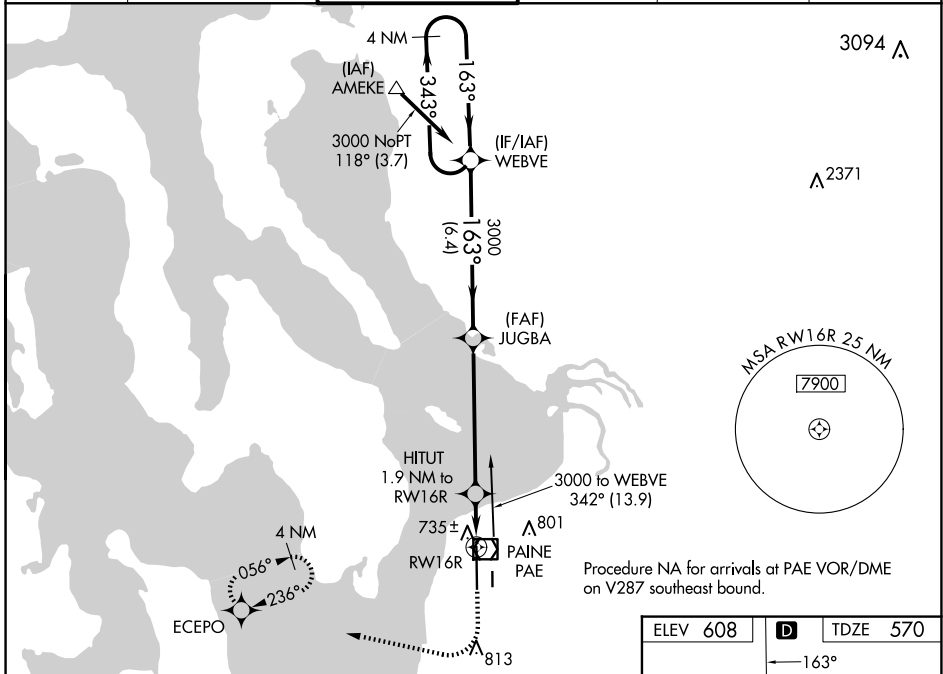 4 NM
3094
(IAF)
AMEKE
343°
163°
3000 NoPT
118° (3.7)
(IF/IAF)
WEBVE
2371
3000
163°
(6.4)
(FAF)
JUGBA
MSA RW16R 25 NM
7900
HITUT
1.9 NM to
RW16R
3000 to WEBVE
342° (13.9)
735±
801
4 NM
RW16R
PAINE
PAE
056°
236°
ECEPO
Procedure NA for arrivals at PAE VOR/DME
on V287 southeast bound.
813
ELEV 608
D
TDZE 570
163°